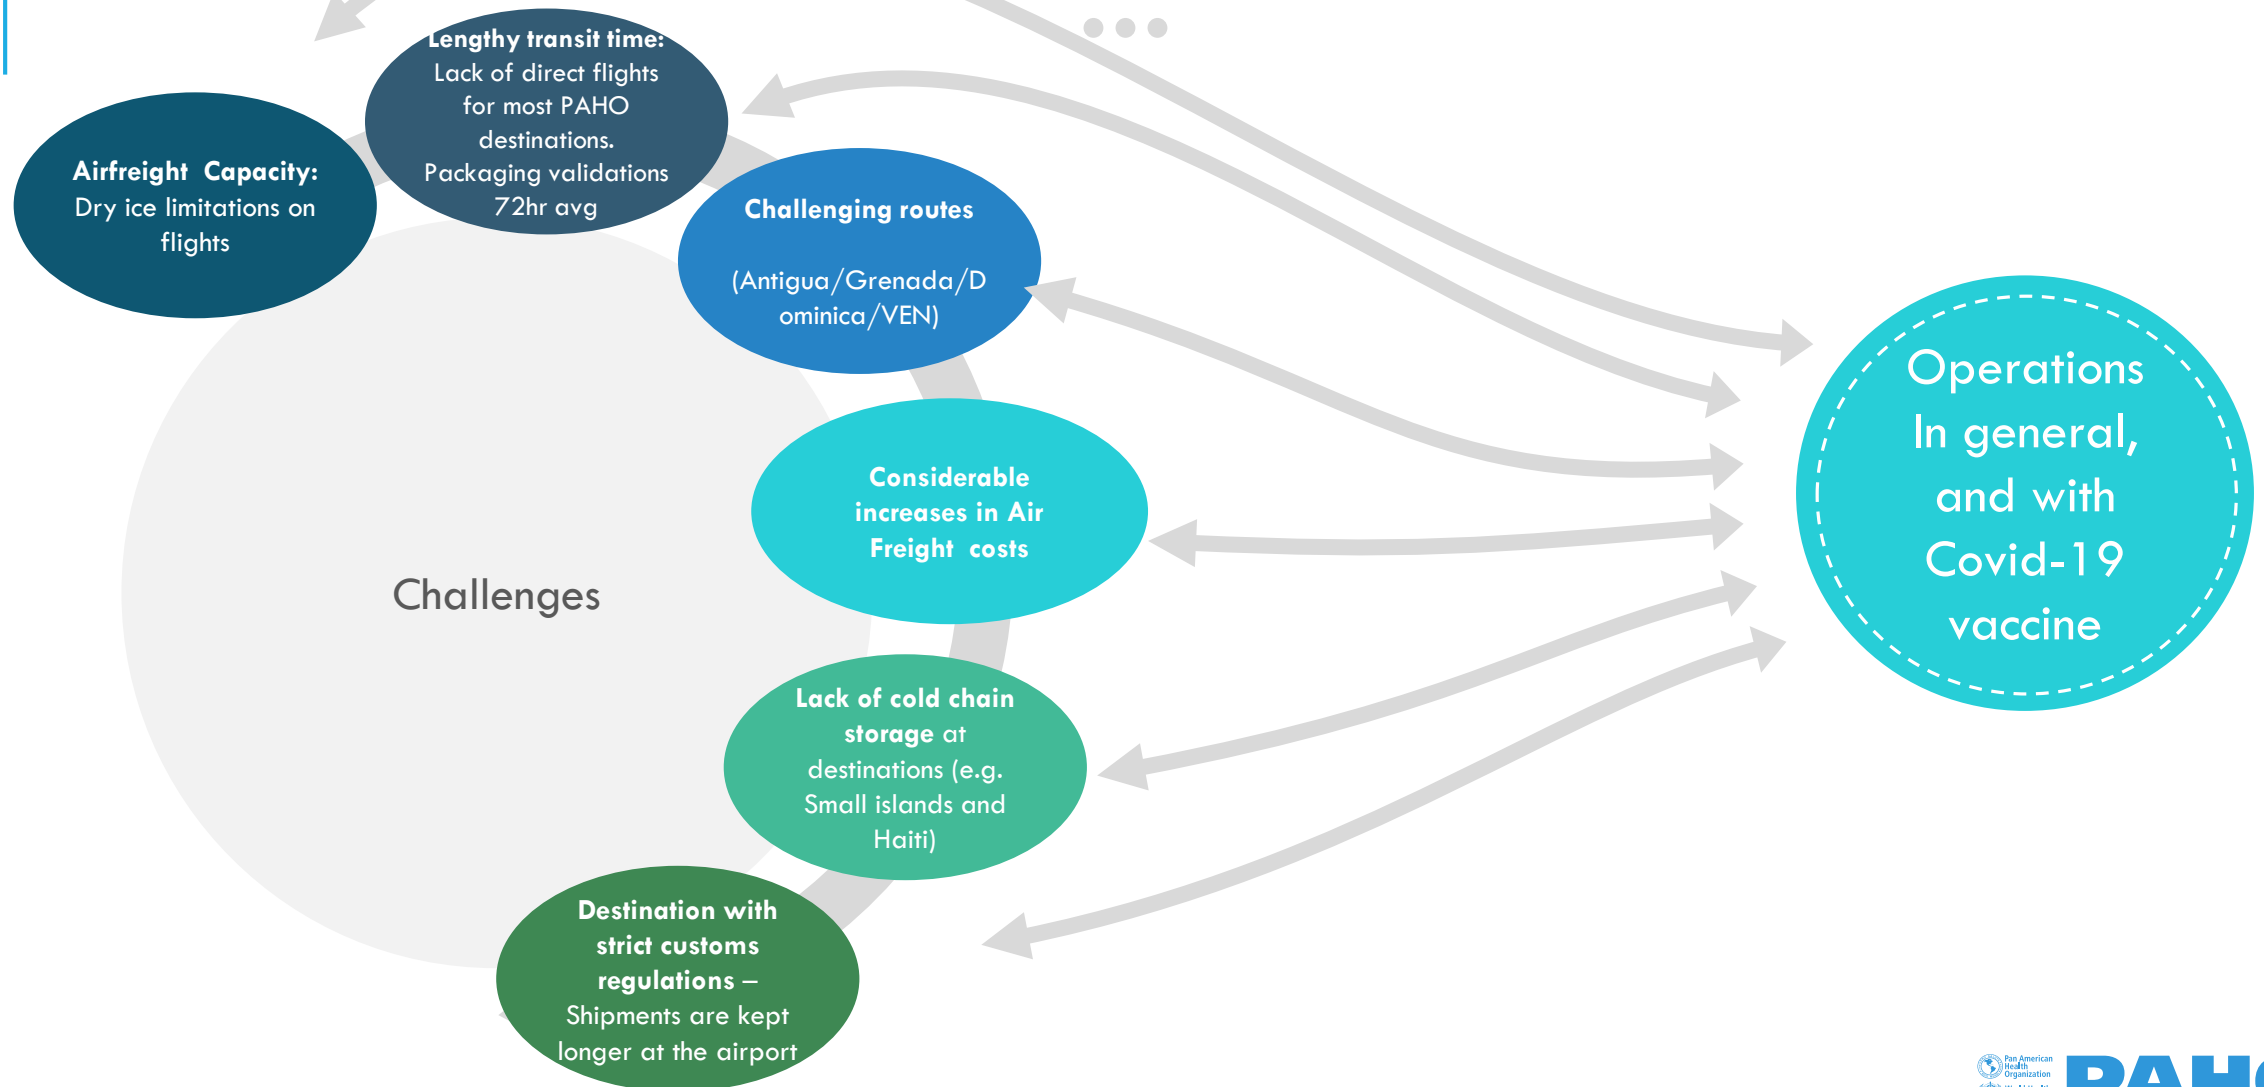 Lengthy transit time:
Lack of direct flights
for most PAHO
destinations.
Packaging validations
72hr avg
Airfreight Capacity:
Dry ice limitations on
flights
Challenging routes
(Antigua/Grenada/D
ominica/VEN)
Considerable
increases in Air
Freight costs
Lack of cold chain
storage at
destinations (e.g.
Small islands and
Haiti)
Destination with
strict customs
regulations –
Shipments are kept
longer at the airport
Challenges
Operations
In general,
and with
Covid-19
vaccine
Pan American
Health
Organization
PAHO